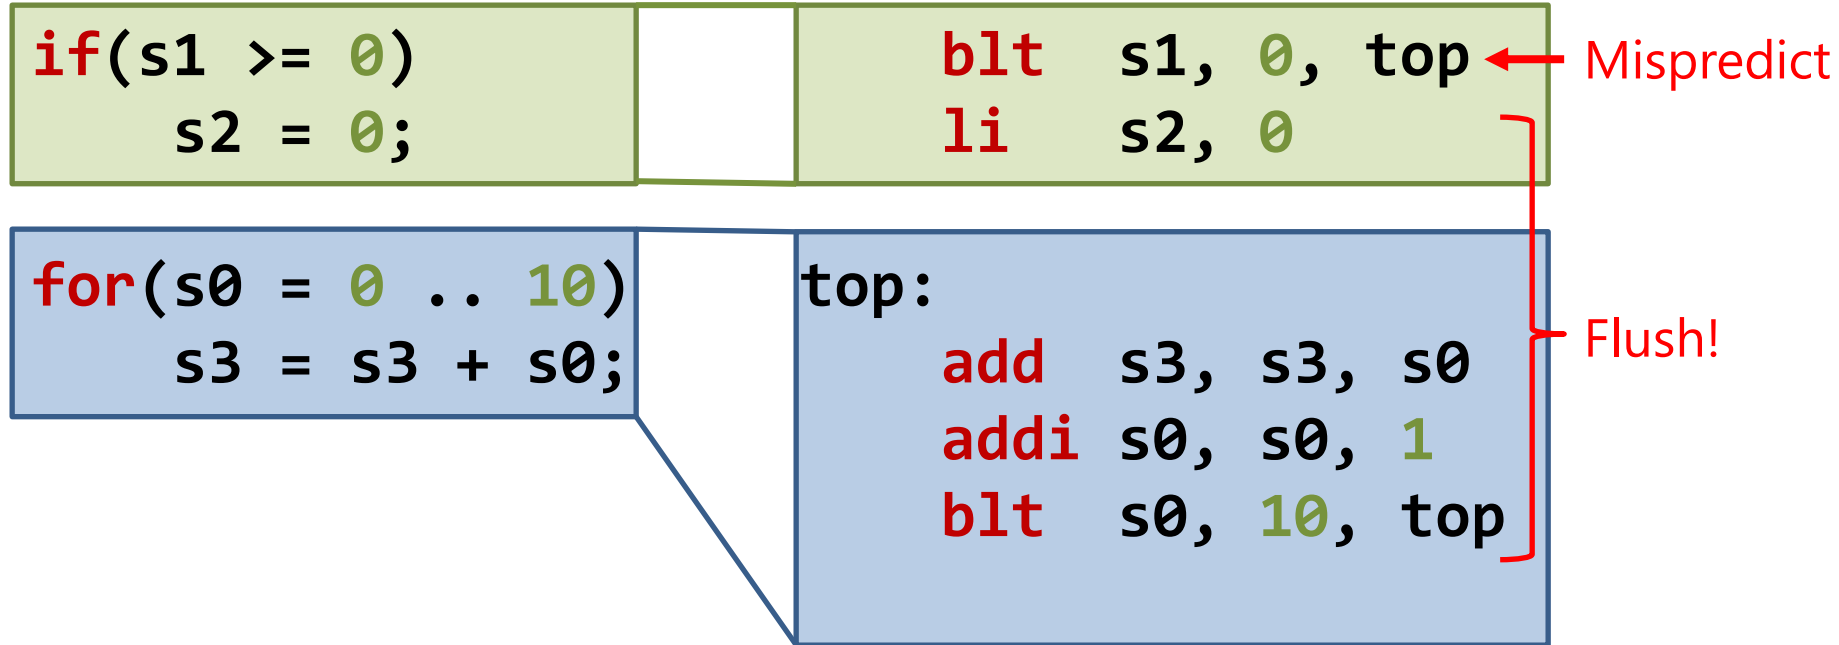 if(s1 >= 0)
    s2 = 0;
blt s1, 0, top
li s2, 0
Mispredict
for(s0 = 0 .. 10)
    s3 = s3 + s0;
top:
    add s3, s3, s0
    addi s0, s0, 1
    blt s0, 10, top
Flush!